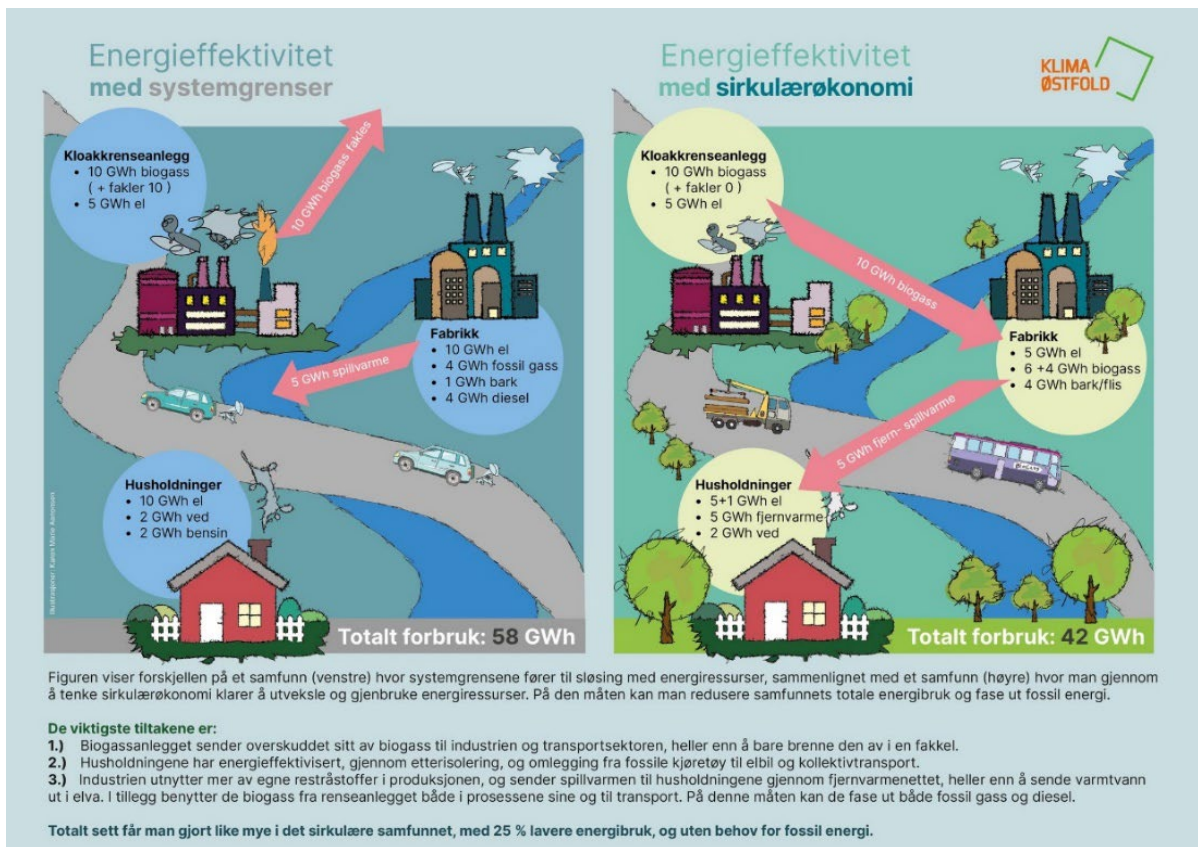 Energieffektivitet
med systemgrenser
Kloakkrenseanlegg
• 10 GWh biogass
( + fakler 10 )
• 5 GWh el
10 GWh biogass fakles
Fabrikk
• 10 GWh el
• 4 GWh fossil gass
• 1 GWh bark
• 4 GWh diesel
5 GWh spillvarme
Husholdninger
• 10 GWh el
• 2 GWh ved
• 2 GWh bensin
Totalt forbruk: 58 GWh
Energieffektivitet
med sirkulærøkonomi
KLIMA
ØSTFOLD
Kloakkrenseanlegg
• 10 GWh biogass
( + fakler 0 )
• 5 GWh el
10 GWh biogass
Fabrikk
• 5 GWh el
• 6 +4 GWh biogass
• 4 GWh bark/flis
5 GWh fjern- spillvarme
Husholdninger
• 5+1 GWh el
• 5 GWh fjernvarme
• 2 GWh ved
Totalt forbruk: 42 GWh
Figuren viser forskjellen på et samfunn (venstre) hvor systemgrensene fører til sløsing med energiressurser, sammenlignet med et samfunn (høyre) hvor man gjennom
å tenke sirkulærøkonomi klarer å utveksle og gjenbruke energiressurser. På den måten kan man redusere samfunnets totale energibruk og fase ut fossil energi.
De viktigste tiltakene er:
1.) Biogassanlegget sender overskuddet sitt av biogass til industrien og transportsektoren, heller enn å bare brenne den av i en fakkel.
2.) Husholdningene har energieffektivisert, gjennom etterisolering, og omlegging fra fossile kjøretøy til elbil og kollektivtransport.
3.) Industrien utnytter mer av egne restråstoffer i produksjonen, og sender spillvarmen til husholdningene gjennom fjernvarmenettet, heller enn å sende varmtvann
ut i elva. I tillegg benytter de biogass fra renseanlegget både i prosessene sine og til transport. På denne måten kan de fase ut både fossil gass og diesel.
Totalt sett får man gjort like mye i det sirkulære samfunnet, med 25 % lavere energibruk, og uten behov for fossil energi.